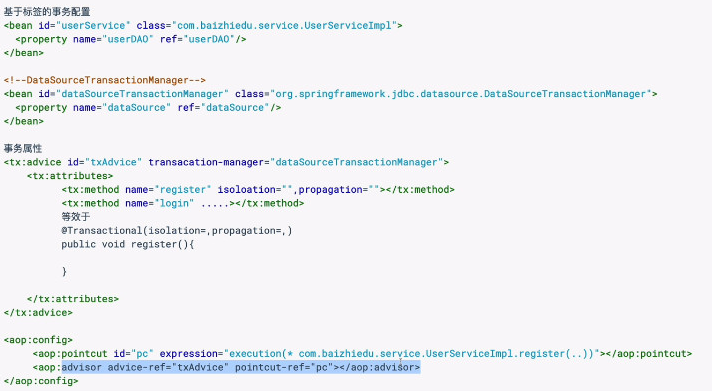 基于标签的事务配置
<bean id="userService" class="com.baizhiedu.service.UserServiceImpl">
<property name="userDAO" ref="userDAO"/>
</bean>
<!--DataSourceTransactionManager-->
<bean id="dataSourceTransactionManager" class="org.springframework.jdbc.datasource.DataSourceTransactionManager">
<property name="dataSource" ref="dataSource"/>
</bean>
事务属性
<tx:advice id="txAdvice" transacation-manager="dataSourceTransactionManager">
<tx:attributes>
<tx:method name="register" isoloation="",propagation=""></tx:method>
<tx:method name="login" .....></tx:method>
等效于
@Transactional(isolation=,propagation=,)
public void register(){
}
</tx:attributes>
</tx:advice>
<aop:config>
<aop:pointcut id="pc" expression="execution(* com.baizhiedu.service.UserServiceImpl.register(..))"></aop:pointcut>
<aop:advisor advice-ref="txAdvice" pointcut-ref="pc"></aop:advisor>
</aop:config>